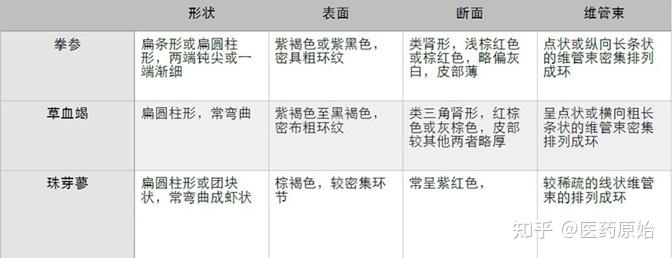 形状 表面 断面 维管束
拳参 扁条形或扁圆柱 紫褐色或紫黑色， 类肾形，浅棕红色 点状或纵向长条状
形，两端钝尖或一 密具粗环纹 或棕红色，略偏灰 的维管束密集排列
端渐细 白，皮部薄 成环
草血竭 扁圆柱形，常弯曲 紫褐色至黑褐色， 类三角肾形，红棕 呈点状或横向粗长
密布粗环纹 色或灰棕色，皮部 条状的维管束密集
较其他两者略厚 排列成环
珠芽蓼 扁圆柱形或团块 棕褐色，较密集环 常呈紫红色， 较稀疏的线状维管
状，常弯曲成虾状 节 束的排列成环
知乎 @医药原始